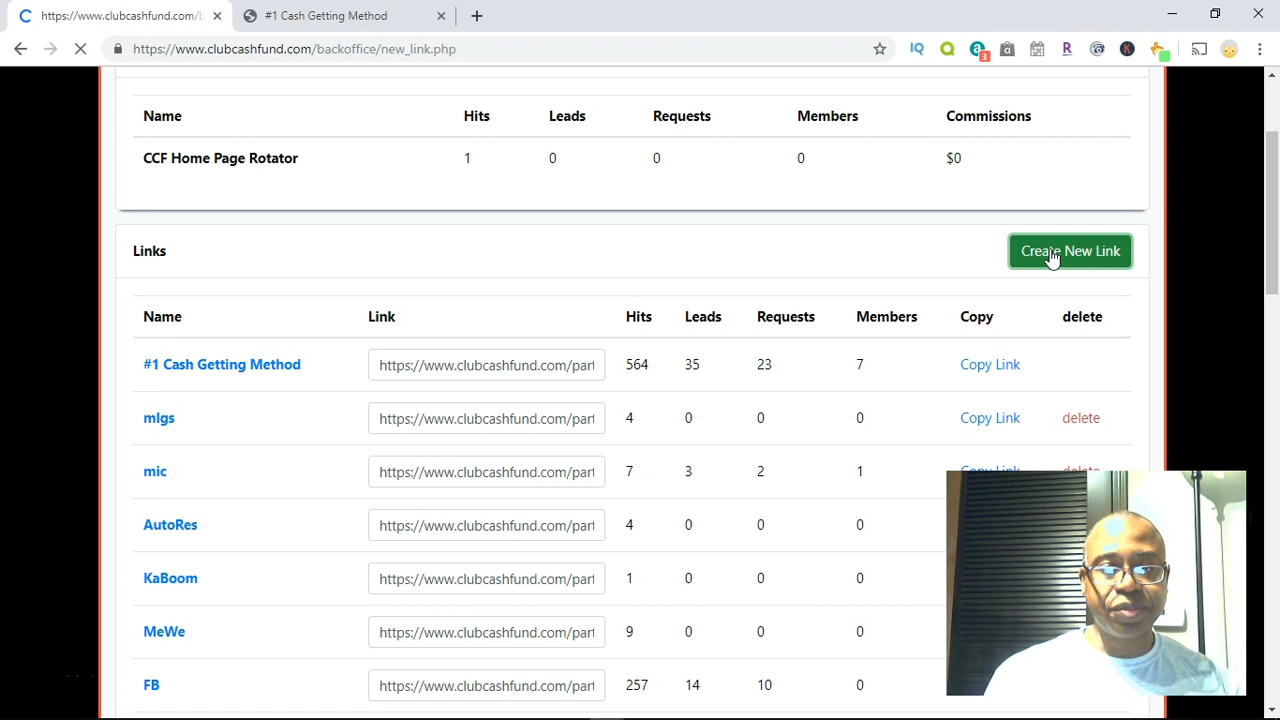 https://www.clubcashfund.com/b
#1 Cash Getting Method
https://www.clubcashfund.com/backoffice/new_link.php
Name Hits Leads Requests Members Commissions
CCF Home Page Rotator 1 0 0 0 $0
Links Create New Link
Name Link Hits Leads Requests Members Copy delete
#1 Cash Getting Method https://www.clubcashfund.com/part 564 35 23 7 Copy Link
mlgs https://www.clubcashfund.com/part 4 0 0 0 Copy Link delete
mic https://www.clubcashfund.com/part 7 3 2 1 Copy Link delete
AutoRes https://www.clubcashfund.com/part 4 0 0 0
KaBoom https://www.clubcashfund.com/part 1 0 0 0
MeWe https://www.clubcashfund.com/part 9 0 0 0
FB https://www.clubcashfund.com/part 257 14 10 0